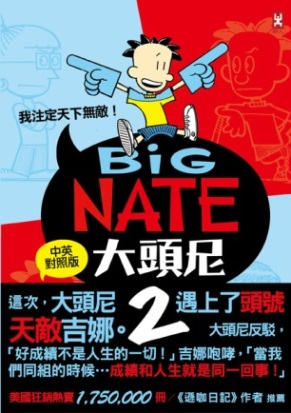 我注定天下無敵！
BiG
NATE
中英
對照版
大頭尼
2
這次，大頭尼
天敵吉娜。
遇上了頭號
大頭尼反駁，
「好成績不是人生的一切！」吉娜咆哮，「當我
們同組的時候…成績和人生就是同一回事！」
美國狂銷熱賣 1,750,000 冊／《遜咖日記》作者 推薦